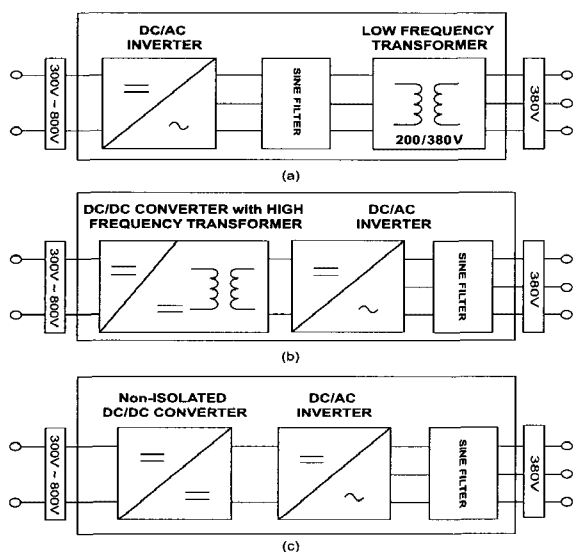 DC/AC
INVERTER
LOW FREQUENCY
TRANSFORMER
300V ~ 800V
SINE FILTER
200/380V
380V
(a)
DC/DC CONVERTER with HIGH
FREQUENCY TRANSFORMER
DC/AC
INVERTER
300V ~ 800V
SINE FILTER
380V
(b)
Non-ISOLATED
DC/DC CONVERTER
DC/AC
INVERTER
300V ~ 800V
SINE FILTER
380V
(c)